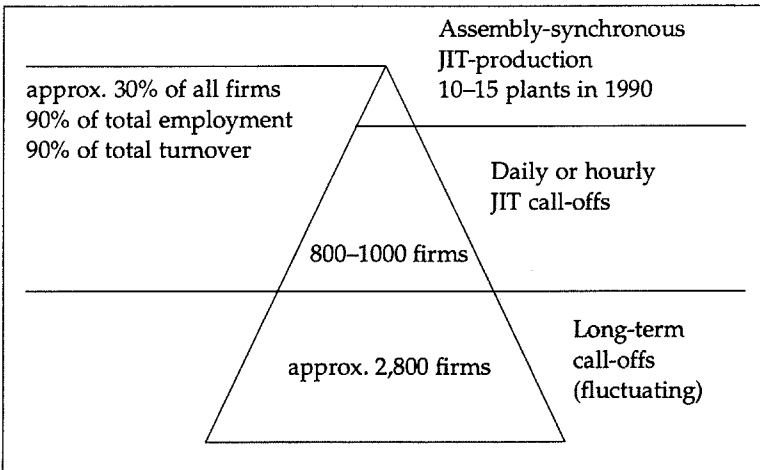 Assembly-synchronous
JIT-production
10–15 plants in 1990
approx. 30% of all firms
90% of total employment
90% of total turnover
Daily or hourly
JIT call-offs
800–1000 firms
Long-term
call-offs
(fluctuating)
approx. 2,800 firms